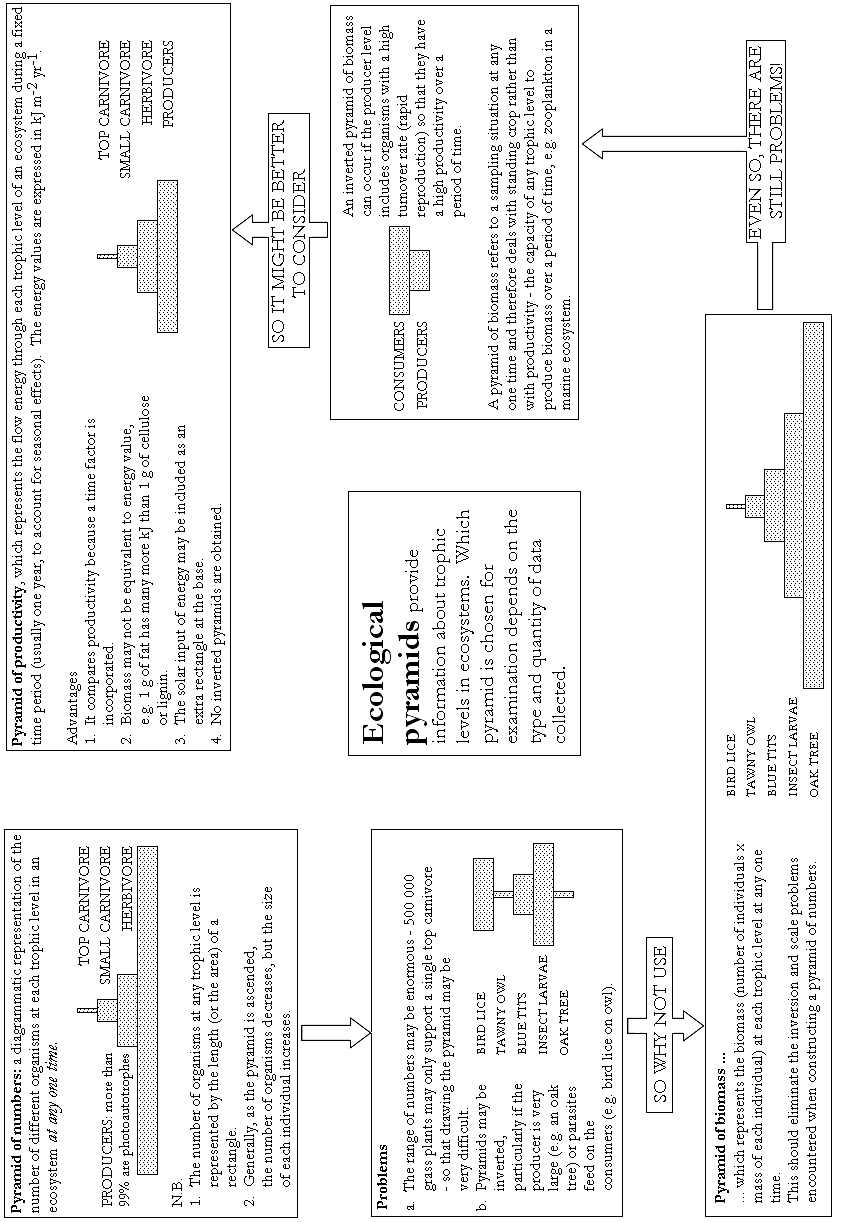 Pyramid of numbers: a diagrammatic representation of the
number of different organisms at each trophic level in an
ecosystem at any one time.
TOP CARNIVORE
SMALL CARNIVORE
HERBIVORE
PRODUCERS: more than
99% are photoautotrophes
N.B.
1. The number of organisms at any trophic level is
represented by the length (or the area) of a
rectangle.
2. Generally, as the pyramid is ascended,
the number of organisms decreases, but the size
of each individual increases.
Problems
a. The range of numbers may be enormous - 500 000
grass plants may only support a single top carnivore
- so that drawing the pyramid may be
very difficult.
b. Pyramids may be
inverted,
particularly if the
producer is very
large (e.g. an oak
tree) or parasites
feed on the
consumers (e.g. bird lice on owl).
BIRD LICE
TAWNY OWL
BLUE TITS
INSECT LARVAE
OAK TREE
SO WHY NOT USE
Pyramid of biomass ...
... which represents the biomass (number of individuals x
mass of each individual) at each trophic level at any one
time.
This should eliminate the inversion and scale problems
encountered when constructing a pyramid of numbers.
BIRD LICE
TAWNY OWL
BLUE TITS
INSECT LARVAE
OAK TREE
EVEN SO, THERE ARE
STILL PROBLEMS!
An inverted pyramid of biomass
can occur if the producer level
includes organisms with a high
turnover rate (rapid
reproduction) so that they have
a high productivity over a
period of time.
CONSUMERS
PRODUCERS
A pyramid of biomass refers to a sampling situation at any
one time and therefore deals with standing crop rather than
with productivity - the capacity of any trophic level to
produce biomass over a period of time, e.g. zooplankton in a
marine ecosystem.
SO IT MIGHT BE BETTER
TO CONSIDER
Pyramid of productivity, which represents the flow energy through each trophic level of an ecosystem during a fixed
time period (usually one year, to account for seasonal effects). The energy values are expressed in kJ m-2 yr-1.
Advantages
1. It compares productivity because a time factor is
incorporated.
2. Biomass may not be equivalent to energy value,
e.g. 1 g of fat has many more kJ than 1 g of cellulose
or lignin.
3. The solar input of energy may be included as an
extra rectangle at the base.
4. No inverted pyramids are obtained.
TOP CARNIVORE
SMALL CARNIVORE
HERBIVORE
PRODUCERS
Ecological
pyramids provide
information about trophic
levels in ecosystems. Which
pyramid is chosen for
examination depends on the
type and quantity of data
collected.